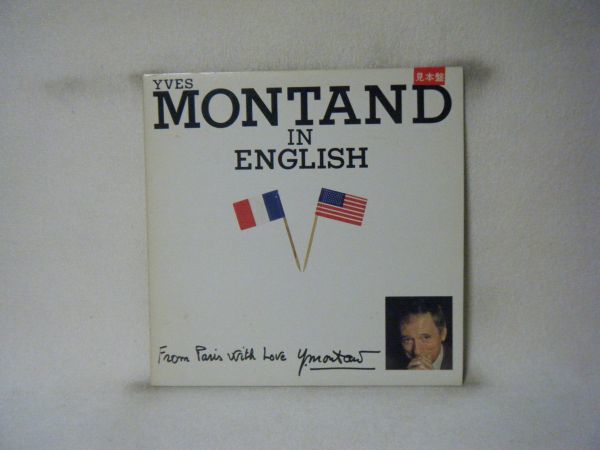 YVES
見本盤
MONTAND
IN
ENGLISH
From Paris with Love Y.montand